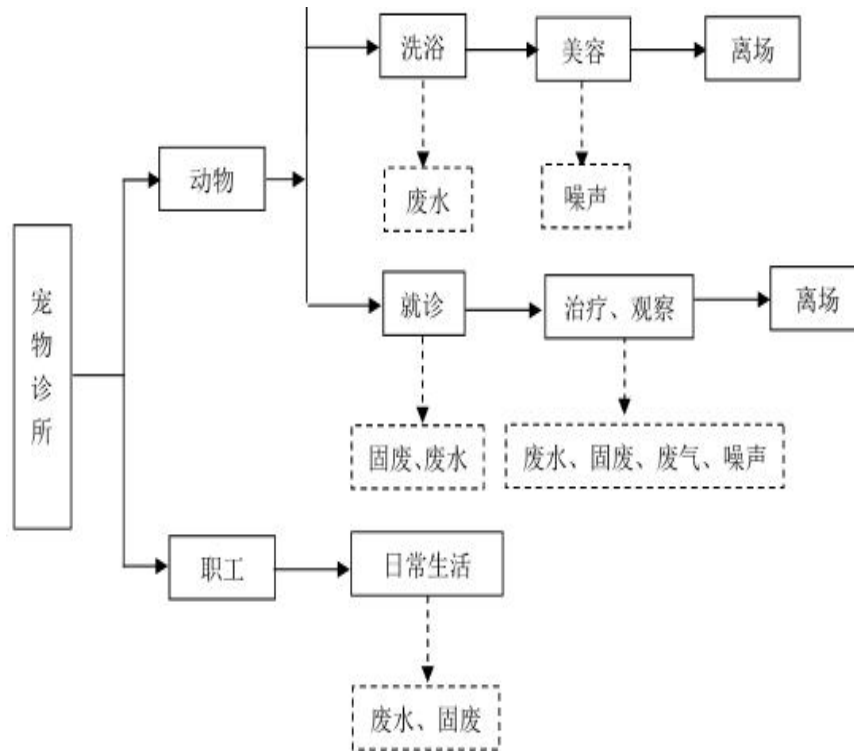 洗浴
美容
离场
动物
废水
噪声
宠物诊所
就诊
治疗、观察
离场
固废、废水
废水、固废、废气、噪声
职工
日常生活
废水、固废